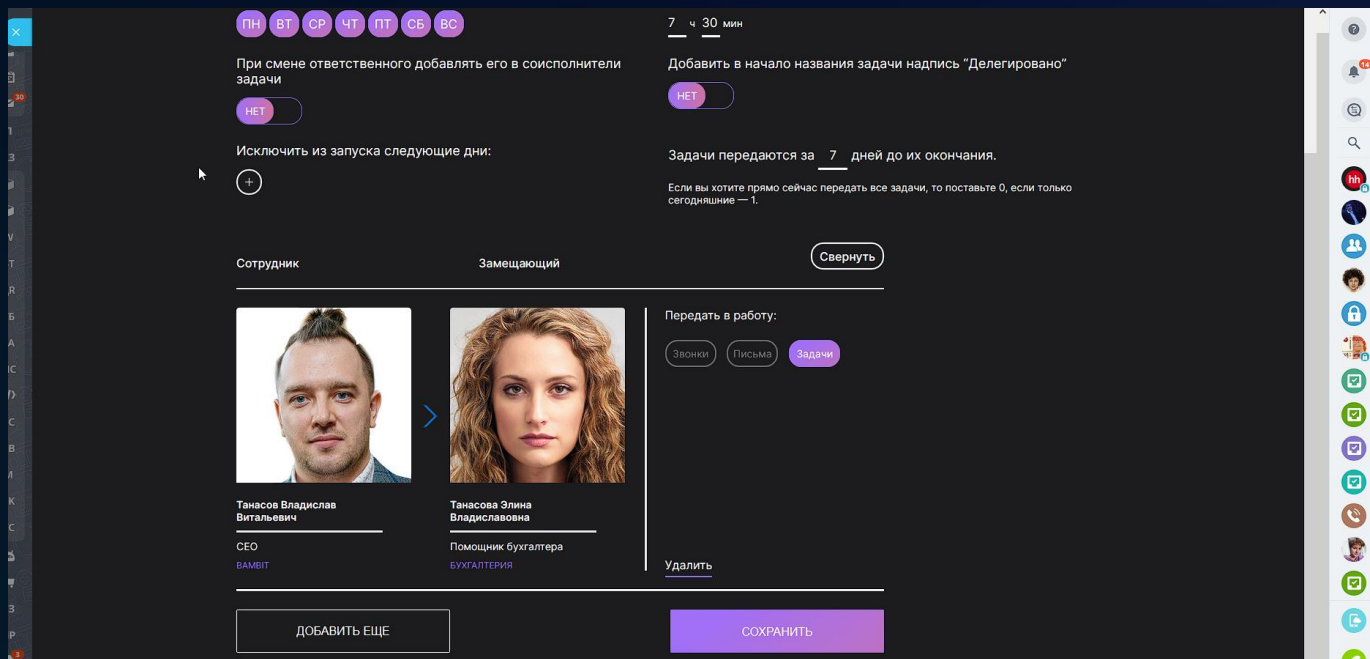 ПН ВТ СР ЧТ ПТ СБ ВС
7 ч 30 мин
При смене ответственного добавлять его в соисполнители
задачи
НЕТ
Добавить в начало названия задачи надпись “Делегировано”
НЕТ
Исключить из запуска следующие дни:
+
Задачи передаются за 7 дней до их окончания.
Если вы хотите прямо сейчас передать все задачи, то поставьте 0, если только
сегодняшние — 1.
Сотрудник
Замещающий
Свернуть
Танасов Владислав
Витальевич
CEO
BAMBIT
Танасова Элина
Владиславовна
Помощник бухгалтера
БУХГАЛТЕРИЯ
Передать в работу:
Звонки Письма Задачи
Удалить
ДОБАВИТЬ ЕЩЕ
СОХРАНИТЬ
30
3
14
hh